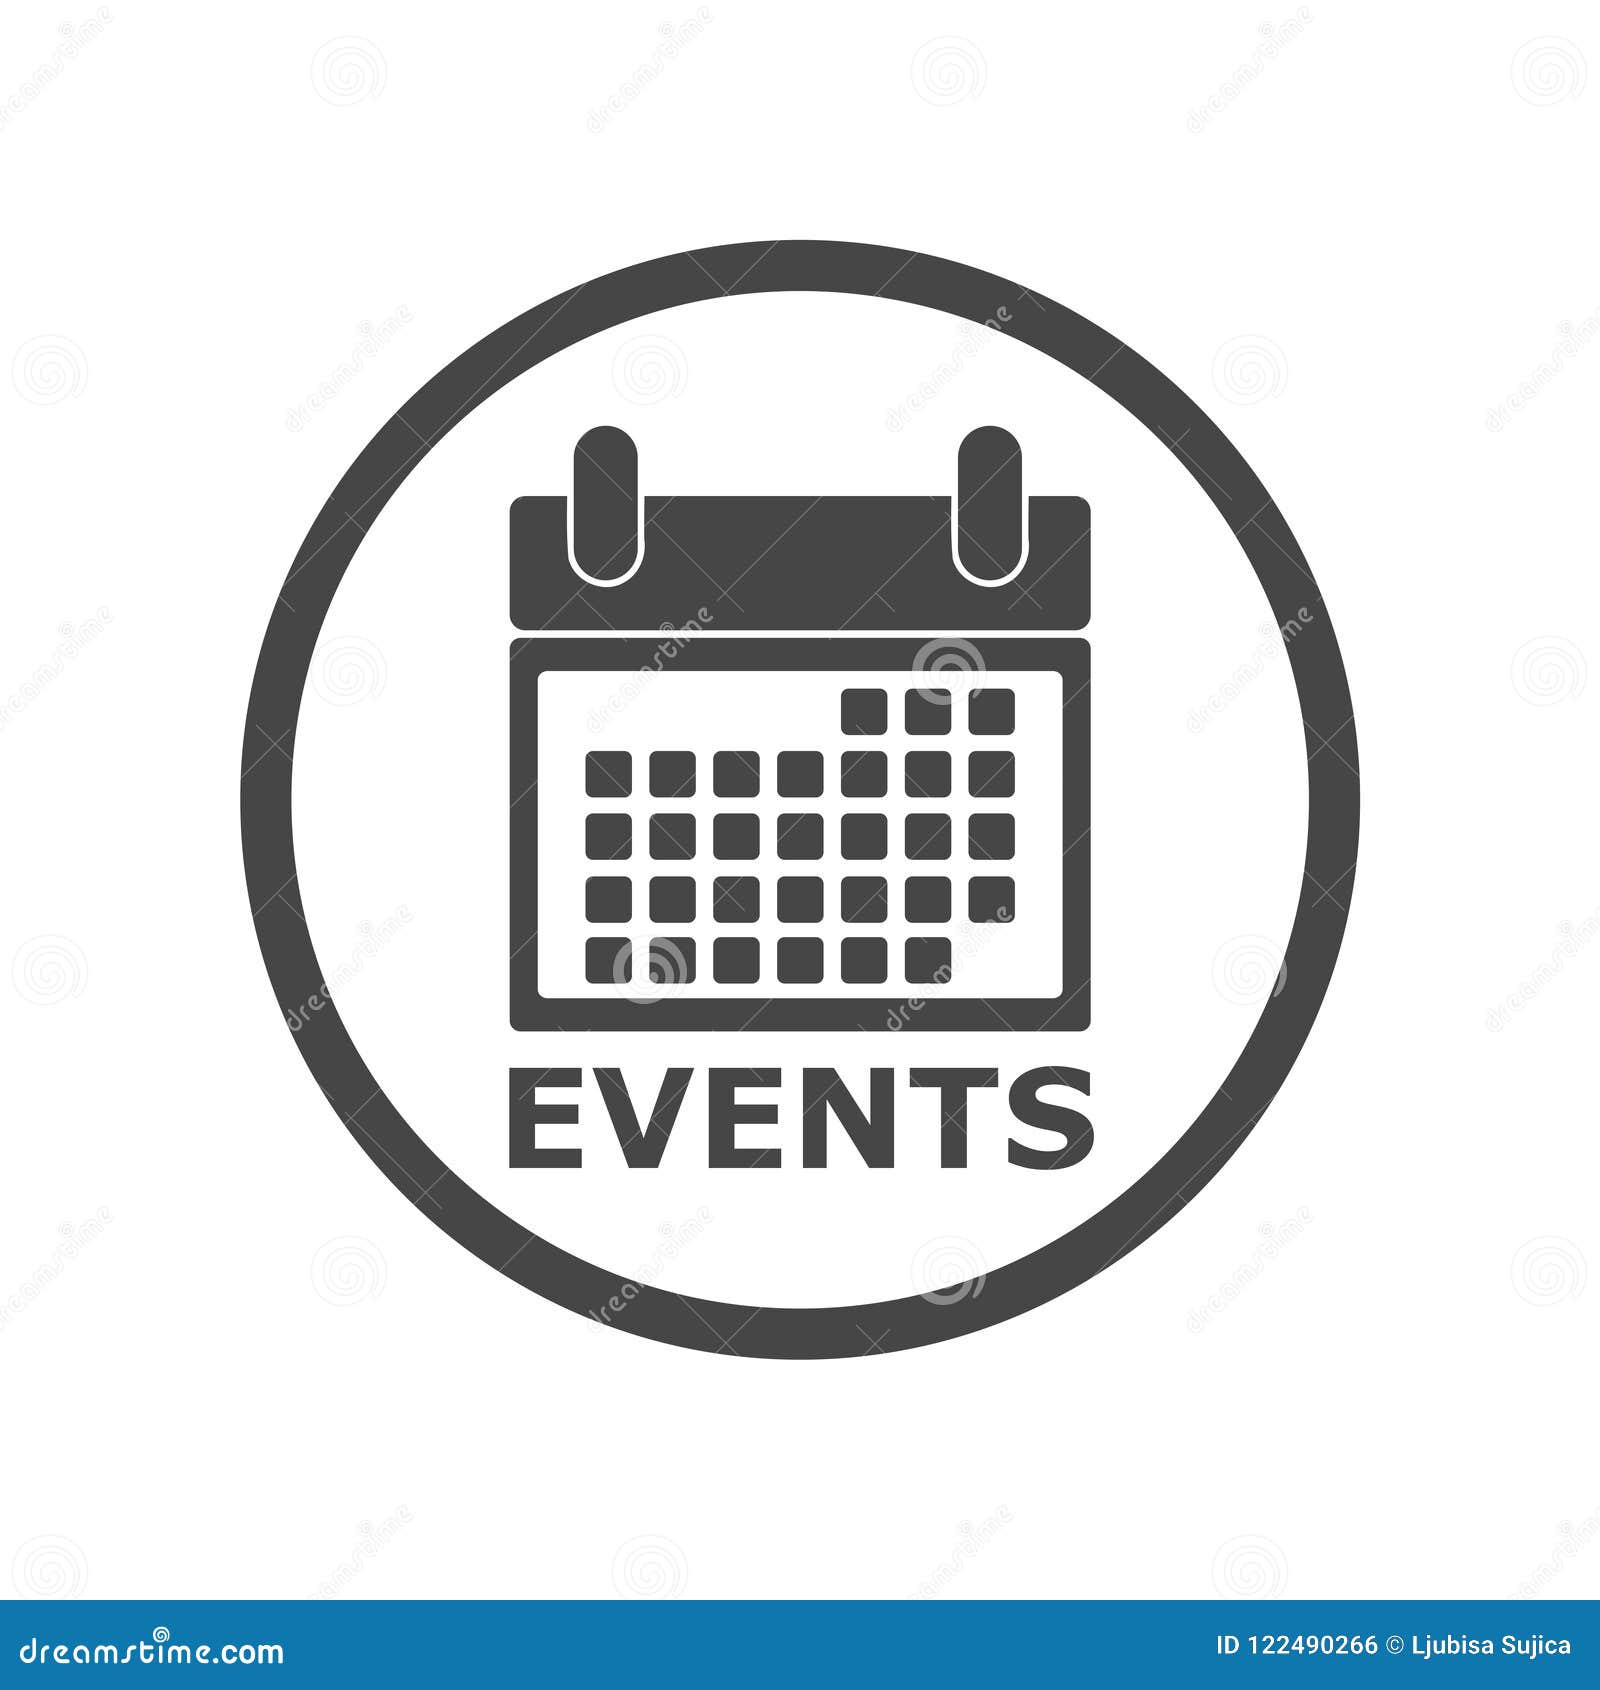 EVENTS
dreamstime.com
ID 122490266 © Ljubisa Sujica